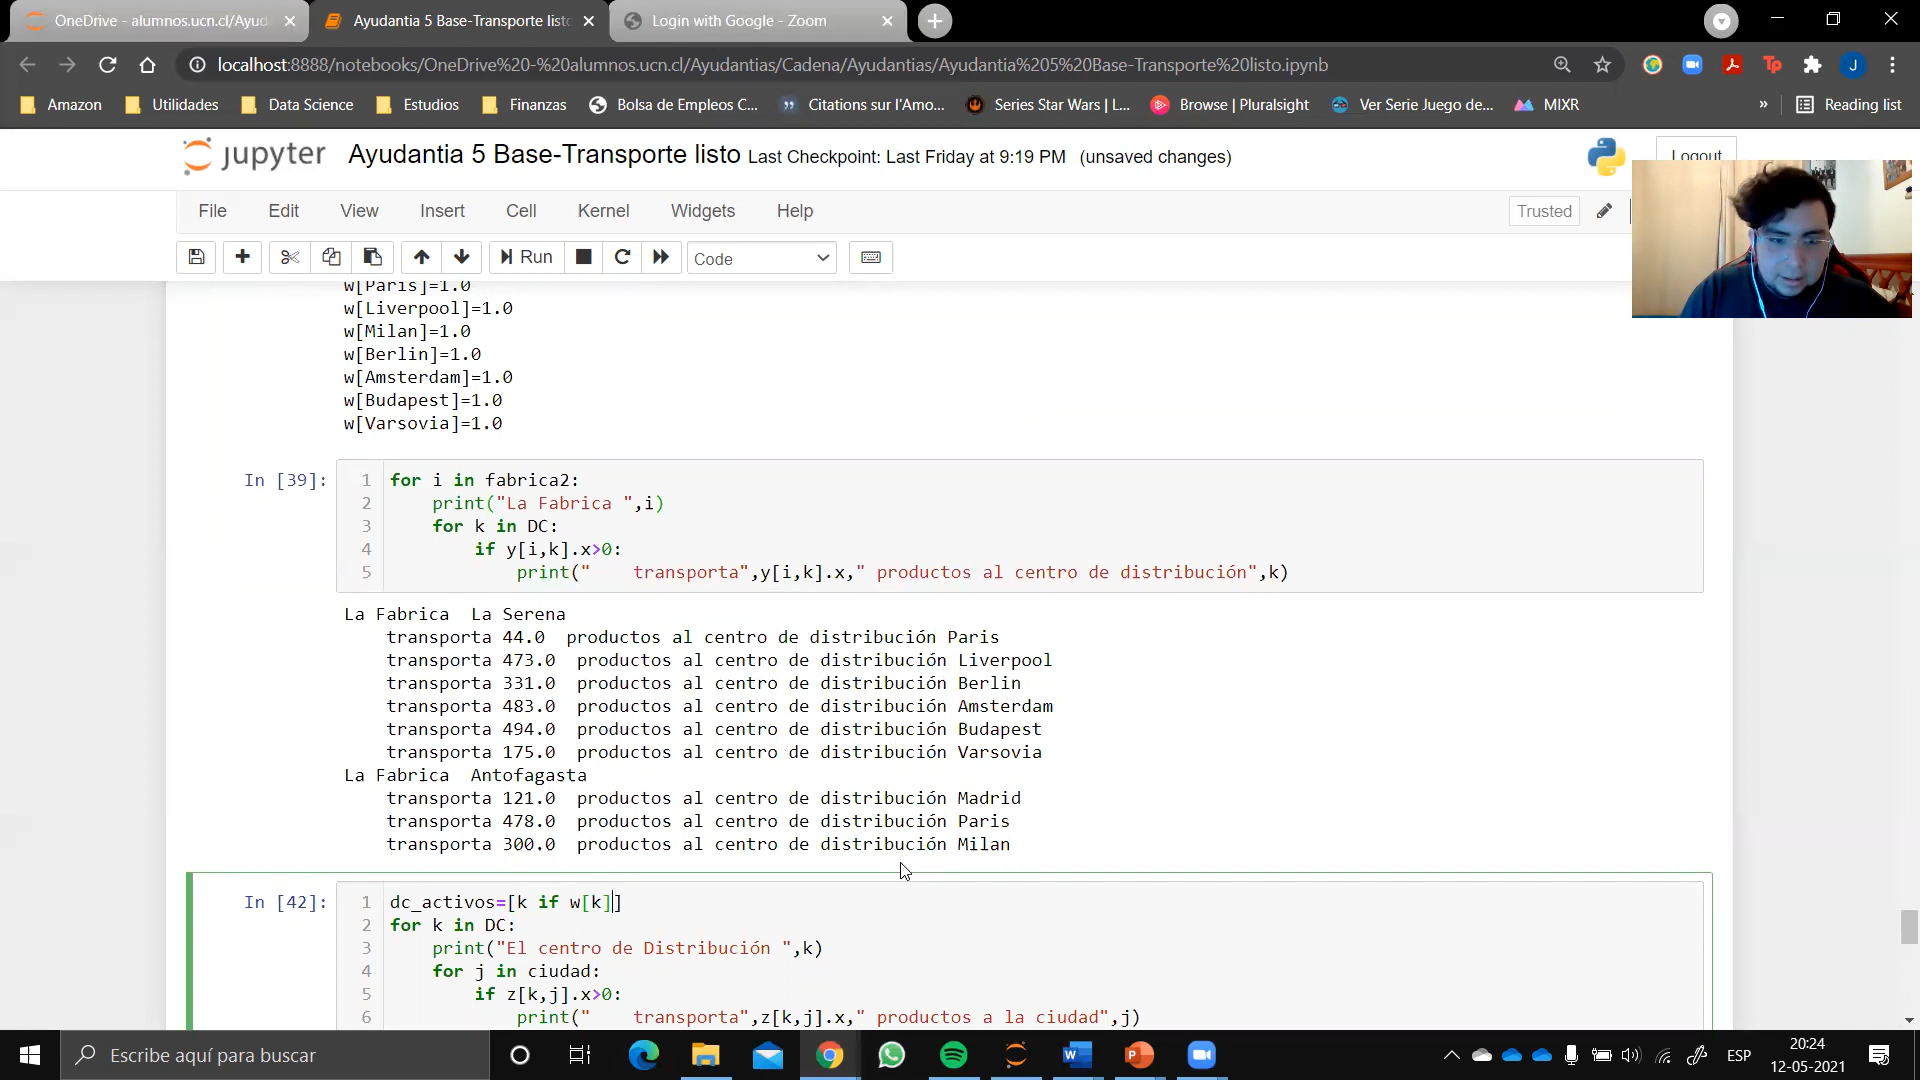 OneDrive - alumnos.ucn.cl/Ayud
Ayudantia 5 Base-Transporte listo
Login with Google - Zoom
localhost:8888/notebooks/OneDrive%20-%20alumnos.ucn.cl/Ayudantias/Cadena/Ayudantias/Ayudantia%205%20Base-Transporte%20listo.ipynb
Amazon
Utilidades
Data Science
Estudios
Finanzas
Bolsa de Empleos C...
Citations sur l'Amo...
Series Star Wars | L...
Browse | Pluralsight
Ver Serie Juego de...
MIXR
»
Reading list
jupyter Ayudantia 5 Base-Transporte listo Last Checkpoint: Last Friday at 9:19 PM (unsaved changes)
Logout
File Edit View Insert Cell Kernel Widgets Help
Trusted
Run
Code
w[Paris]=1.0
w[Liverpool]=1.0
w[Milan]=1.0
w[Berlin]=1.0
w[Amsterdam]=1.0
w[Budapest]=1.0
w[Varsovia]=1.0
In [39]:
1 for i in fabrica2:
2     print("La Fabrica ",i)
3     for k in DC:
4         if y[i,k].x>0:
5             print("    transporta",y[i,k].x," productos al centro de distribución",k)
La Fabrica  La Serena
    transporta 44.0  productos al centro de distribución Paris
    transporta 473.0  productos al centro de distribución Liverpool
    transporta 331.0  productos al centro de distribución Berlin
    transporta 483.0  productos al centro de distribución Amsterdam
    transporta 494.0  productos al centro de distribución Budapest
    transporta 175.0  productos al centro de distribución Varsovia
La Fabrica  Antofagasta
    transporta 121.0  productos al centro de distribución Madrid
    transporta 478.0  productos al centro de distribución Paris
    transporta 300.0  productos al centro de distribución Milan
In [42]:
1 dc_activos=[k if w[k]]
2 for k in DC:
3     print("El centro de Distribución ",k)
4     for j in ciudad:
5         if z[k,j].x>0:
6             print("    transporta",z[k,j].x," productos a la ciudad",j)
Escribe aquí para buscar
ESP
20:24
12-05-2021